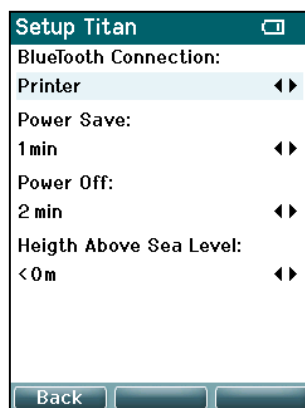 Setup Titan
BlueTooth Connection:
Printer
Power Save:
1 min
Power Off:
2 min
Heigth Above Sea Level:
<0m
Back